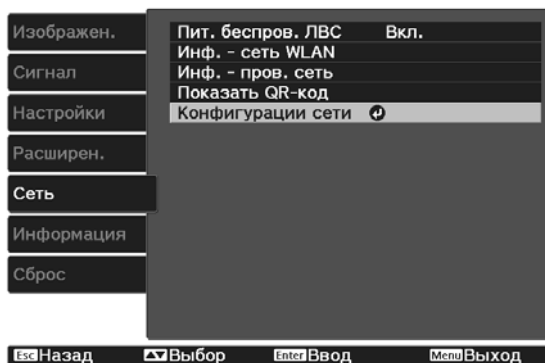 Изображен.
Сигнал
Настройки
Расширен.
Сеть
Информация
Сброс
Пит. беспров. ЛВС Вкл.
Инф. - сеть WLAN
Инф. - пров. сеть
Показать QR-код
Конфигурации сети
Esc Назад Выбор Enter Ввод Menu Выход